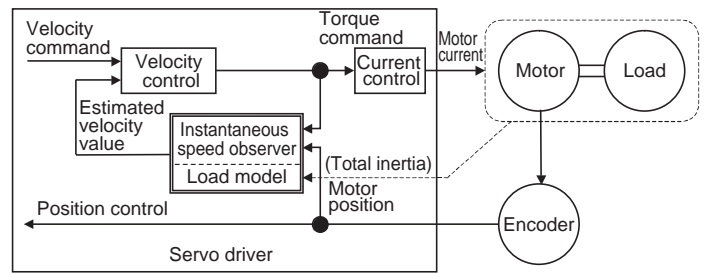 Velocity
command
Velocity
control
Torque
command
Current
control
Motor
current
Motor
Load
Estimated
velocity
value
Instantaneous
speed observer
Load model
(Total inertia)
Motor
position
Position control
Encoder
Servo driver